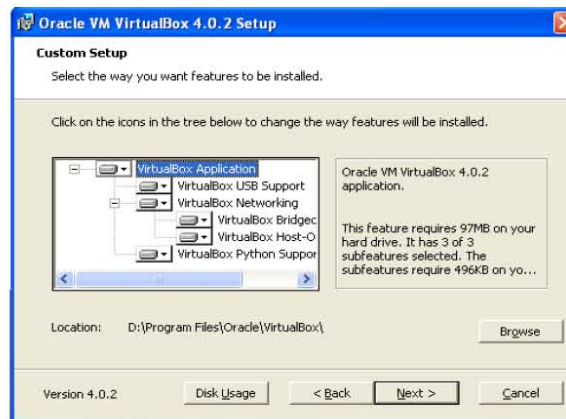 Oracle VM VirtualBox 4.0.2 Setup
Custom Setup
Select the way you want features to be installed.
Click on the icons in the tree below to change the way features will be installed.
VirtualBox Application
VirtualBox USB Support
VirtualBox Networking
VirtualBox Bridgec
VirtualBox Host-O
VirtualBox Python Suppor
Oracle VM VirtualBox 4.0.2
application.
This feature requires 97MB on your
hard drive. It has 3 of 3
subfeatures selected. The
subfeatures require 496KB on yo...
Location: D:\Program Files\Oracle\VirtualBox\
Browse
Version 4.0.2 Disk Usage < Back Next > Cancel